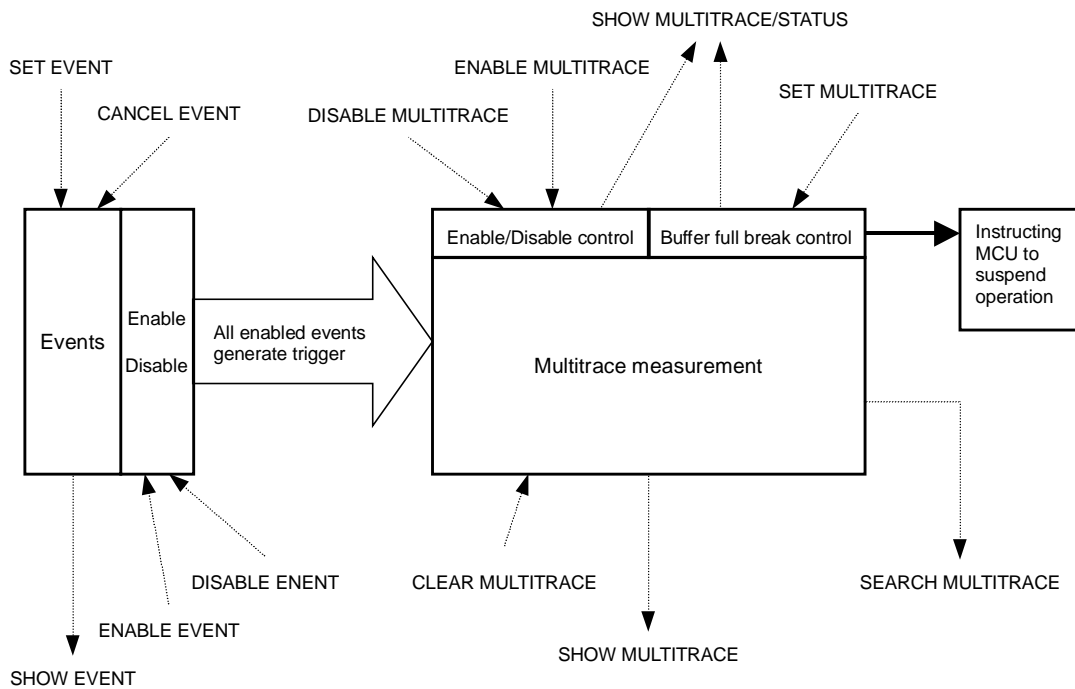 SHOW MULTITRACE/STATUS
SET EVENT
ENABLE MULTITRACE
SET MULTITRACE
CANCEL EVENT
DISABLE MULTITRACE
Enable/Disable control
Buffer full break control
Instructing
MCU to
suspend
operation
Events
Enable
Disable
All enabled events
generate trigger
Multitrace measurement
DISABLE ENENT
CLEAR MULTITRACE
SEARCH MULTITRACE
ENABLE EVENT
SHOW MULTITRACE
SHOW EVENT